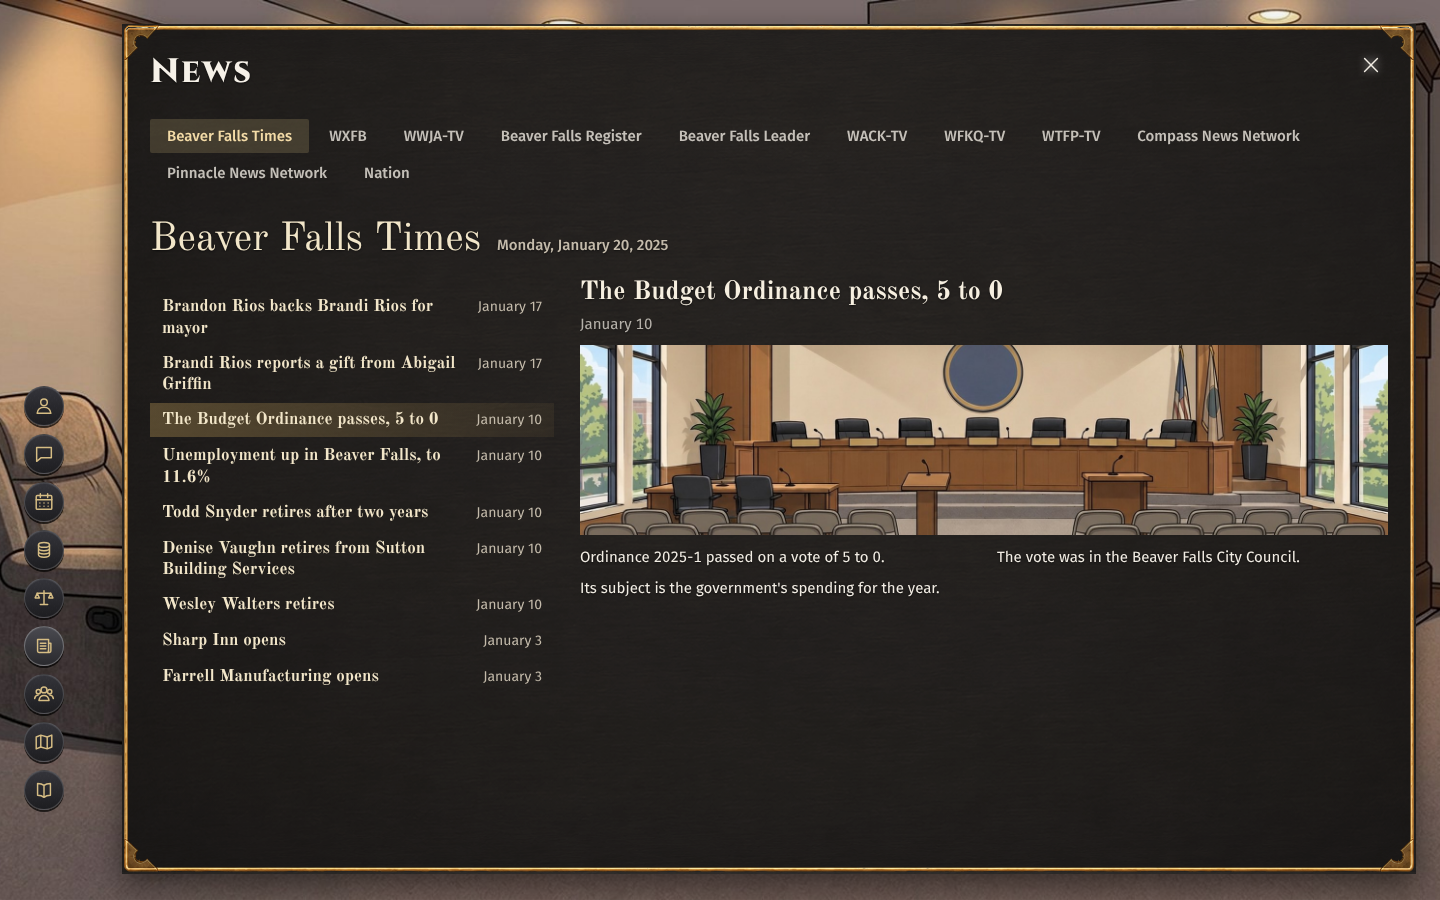 News
Beaver Falls Times
WXFB
WWJA-TV
Beaver Falls Register
Beaver Falls Leader
WACK-TV
WFKQ-TV
WTFP-TV
Compass News Network
Pinnacle News Network
Nation
Beaver Falls Times
Monday, January 20, 2025
Brandon Rios backs Brandi Rios for
mayor
January 17
Brandi Rios reports a gift from Abigail
Griffin
January 17
The Budget Ordinance passes, 5 to 0
January 10
Unemployment up in Beaver Falls, to
11.6%
January 10
Todd Snyder retires after two years
January 10
Denise Vaughn retires from Sutton
Building Services
January 10
Wesley Walters retires
January 10
Sharp Inn opens
January 3
Farrell Manufacturing opens
January 3
The Budget Ordinance passes, 5 to 0
January 10
Ordinance 2025-1 passed on a vote of 5 to 0.
Its subject is the government's spending for the year.
The vote was in the Beaver Falls City Council.